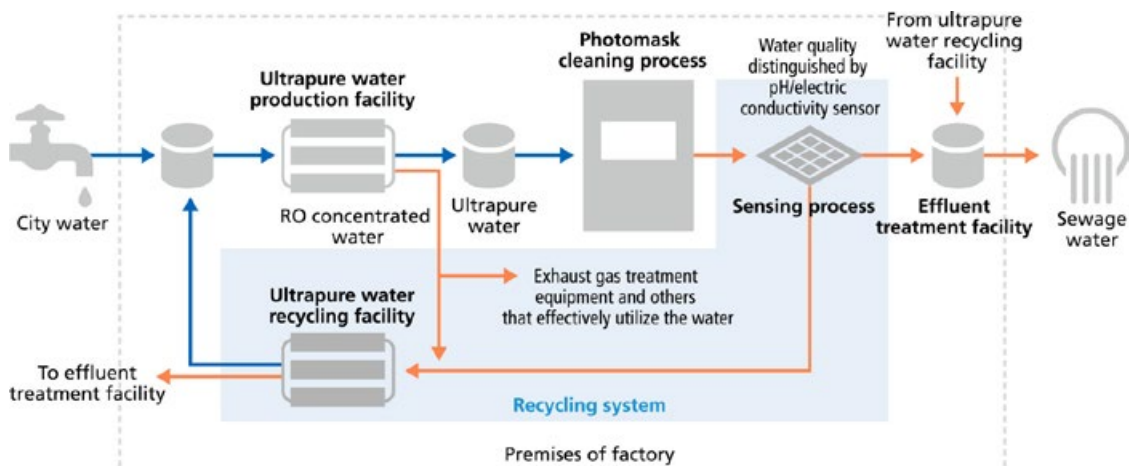 From ultrapure
water recycling
facility
Photomask
cleaning process
Water quality
distinguished by
pH/electric
conductivity sensor
Ultrapure water
production facility
City water
RO concentrated
water
Ultrapure
water
Sensing process
Effluent
treatment facility
Sewage
water
Exhaust gas treatment
equipment and others
that effectively utilize the water
Ultrapure water
recycling facility
To effluent
treatment facility
Recycling system
Premises of factory